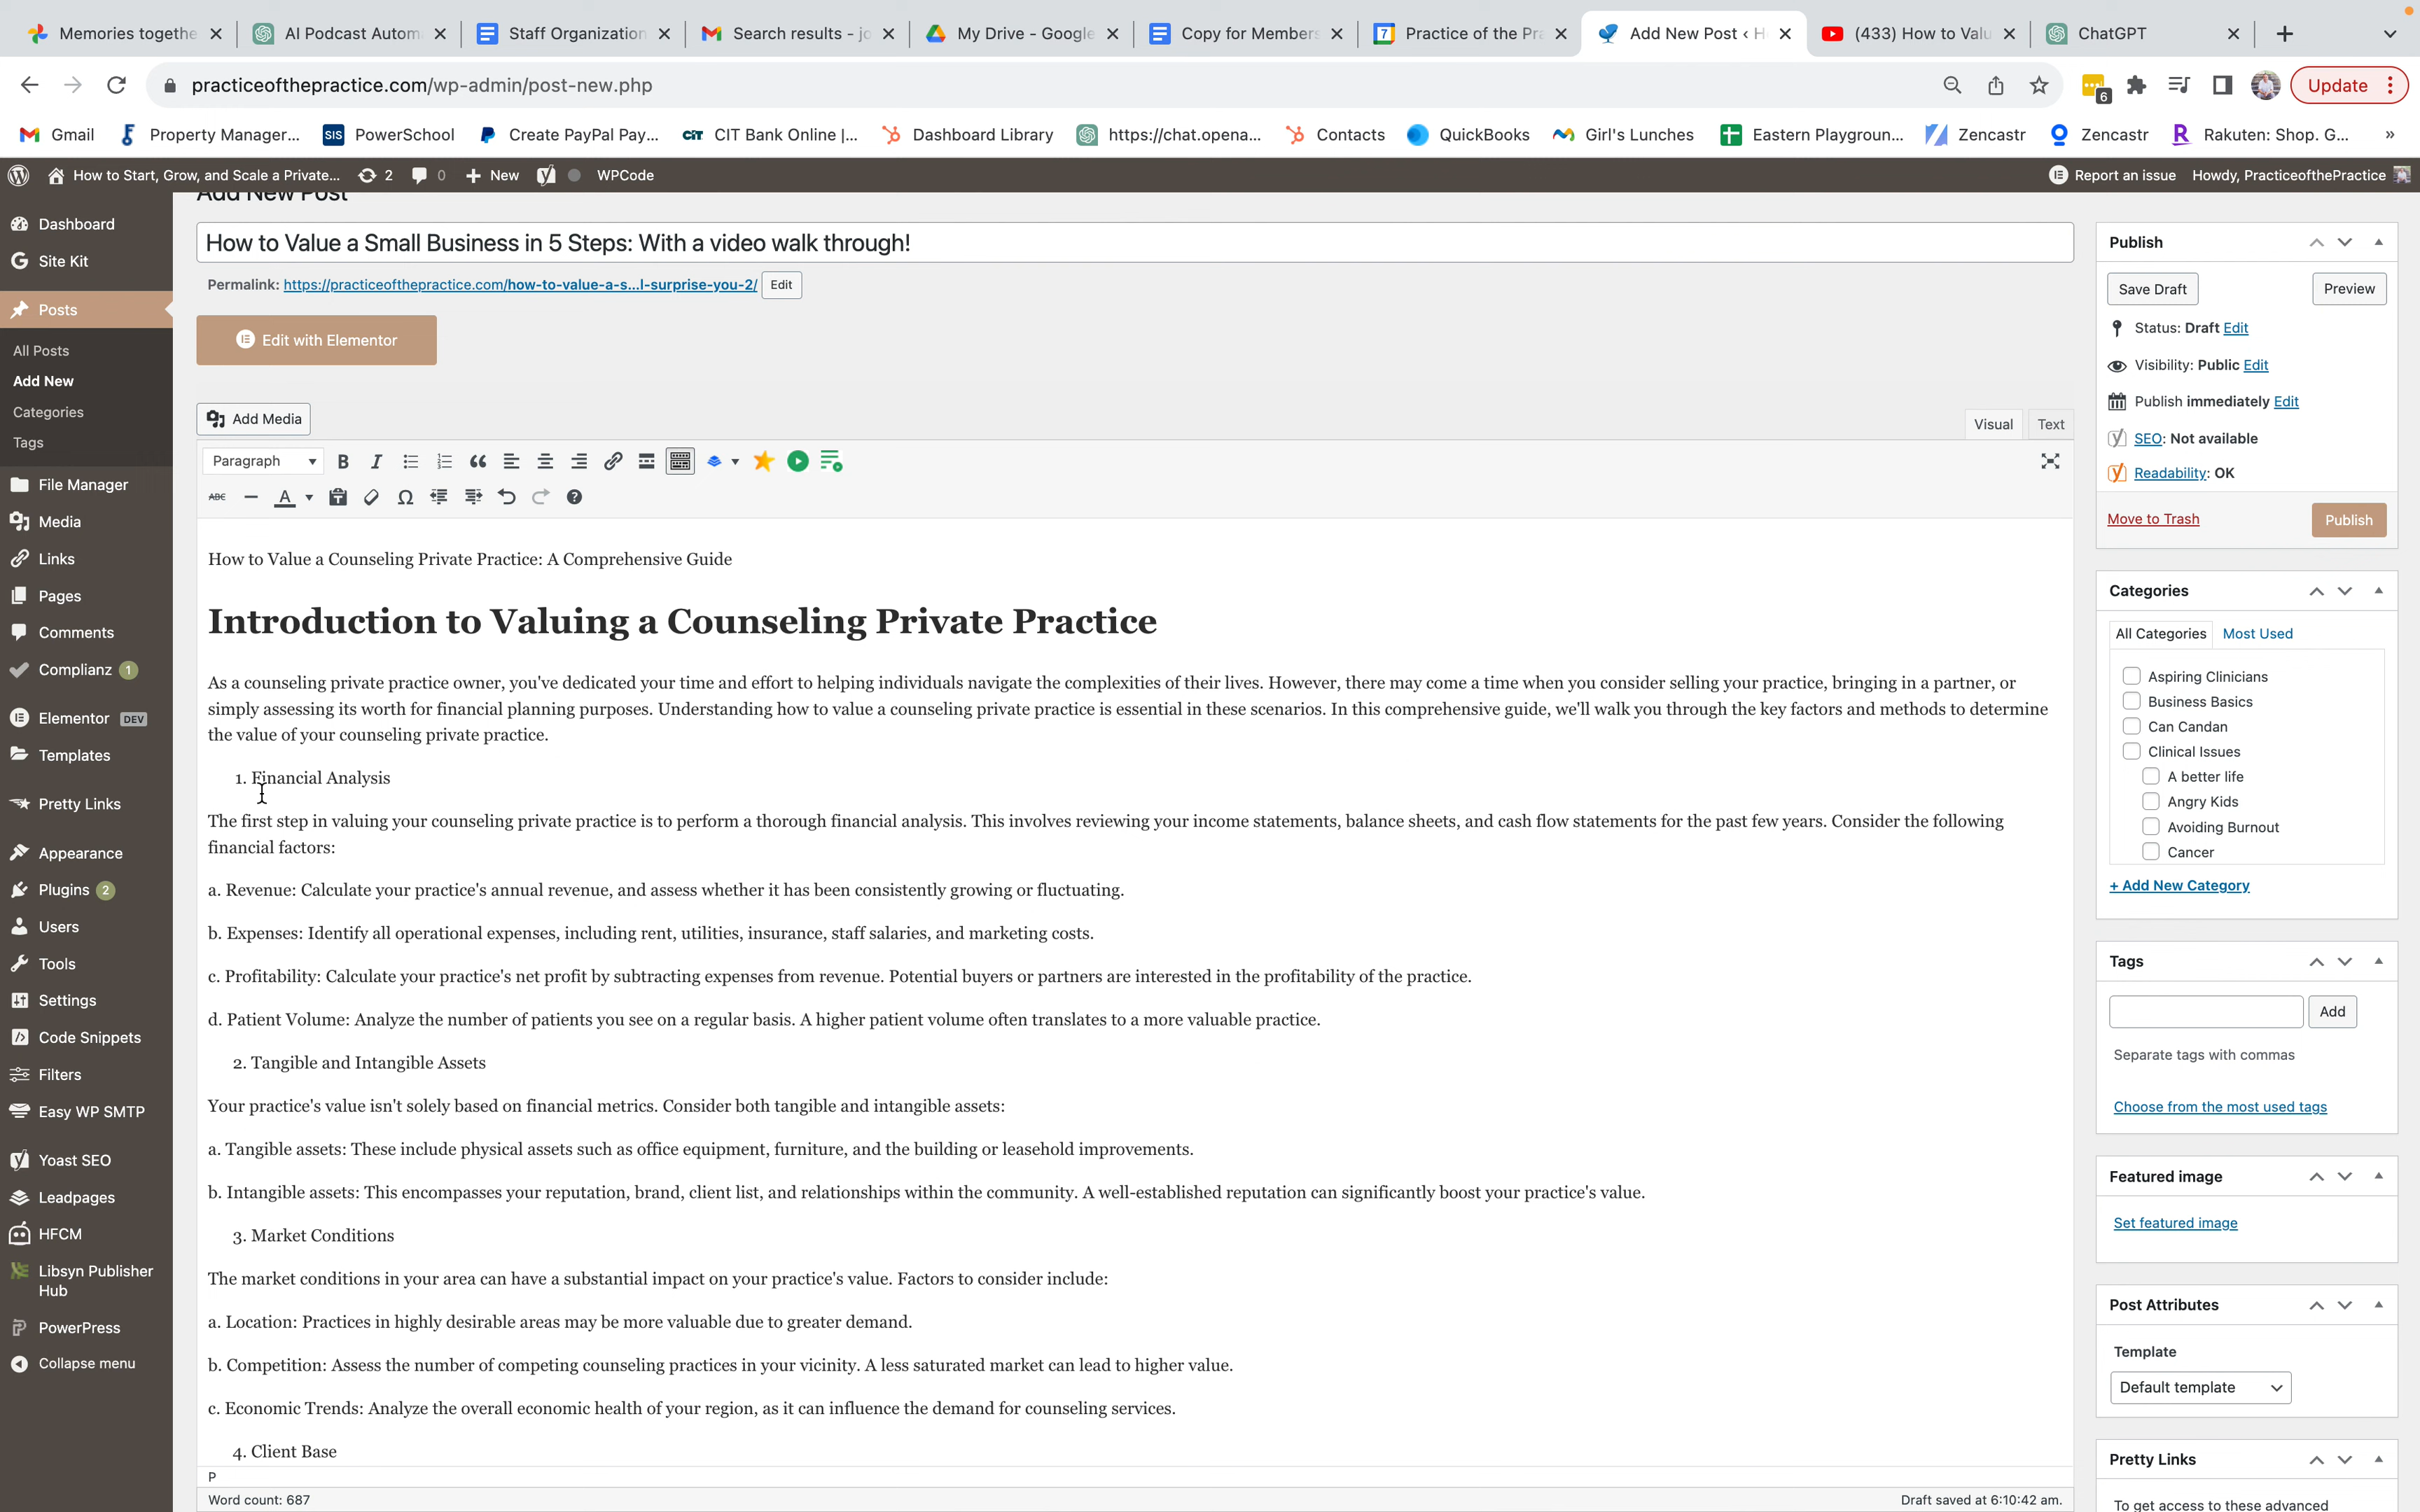 Memories togethe
AI Podcast Autom
Staff Organization
Search results - jo
My Drive - Google
Copy for Members
Practice of the Pra
Add New Post ‹ H
(433) How to Valu
ChatGPT
practiceofthepractice.com/wp-admin/post-new.php
6
Update
Gmail
Property Manager...
SIS PowerSchool
Create PayPal Pay...
CIT CIT Bank Online |...
Dashboard Library
https://chat.opena...
Contacts
QuickBooks
Girl's Lunches
Eastern Playgroun...
Zencastr
Zencastr
Rakuten: Shop. G...
»
How to Start, Grow, and Scale a Private...
2
0
New
WPCode
Report an issue
Howdy, PracticeofthePractice
Dashboard
Site Kit
Posts
All Posts
Add New
Categories
Tags
File Manager
Media
Links
Pages
Comments
Complianz 1
Elementor DEV
Templates
Pretty Links
Appearance
Plugins 2
Users
Tools
Settings
Code Snippets
Filters
Easy WP SMTP
Yoast SEO
Leadpages
HFCM
Libsyn Publisher
Hub
PowerPress
Collapse menu
Add New Post
How to Value a Small Business in 5 Steps: With a video walk through!
Permalink: https://practiceofthepractice.com/how-to-value-a-s...l-surprise-you-2/ Edit
Edit with Elementor
Add Media
Visual
Text
Paragraph
ABC
How to Value a Counseling Private Practice: A Comprehensive Guide
Introduction to Valuing a Counseling Private Practice
As a counseling private practice owner, you've dedicated your time and effort to helping individuals navigate the complexities of their lives. However, there may come a time when you consider selling your practice, bringing in a partner, or
simply assessing its worth for financial planning purposes. Understanding how to value a counseling private practice is essential in these scenarios. In this comprehensive guide, we'll walk you through the key factors and methods to determine
the value of your counseling private practice.
1. Financial Analysis
The first step in valuing your counseling private practice is to perform a thorough financial analysis. This involves reviewing your income statements, balance sheets, and cash flow statements for the past few years. Consider the following
financial factors:
a. Revenue: Calculate your practice's annual revenue, and assess whether it has been consistently growing or fluctuating.
b. Expenses: Identify all operational expenses, including rent, utilities, insurance, staff salaries, and marketing costs.
c. Profitability: Calculate your practice's net profit by subtracting expenses from revenue. Potential buyers or partners are interested in the profitability of the practice.
d. Patient Volume: Analyze the number of patients you see on a regular basis. A higher patient volume often translates to a more valuable practice.
2. Tangible and Intangible Assets
Your practice's value isn't solely based on financial metrics. Consider both tangible and intangible assets:
a. Tangible assets: These include physical assets such as office equipment, furniture, and the building or leasehold improvements.
b. Intangible assets: This encompasses your reputation, brand, client list, and relationships within the community. A well-established reputation can significantly boost your practice's value.
3. Market Conditions
The market conditions in your area can have a substantial impact on your practice's value. Factors to consider include:
a. Location: Practices in highly desirable areas may be more valuable due to greater demand.
b. Competition: Assess the number of competing counseling practices in your vicinity. A less saturated market can lead to higher value.
c. Economic Trends: Analyze the overall economic health of your region, as it can influence the demand for counseling services.
4. Client Base
P
Word count: 687
Draft saved at 6:10:42 am.
Publish
Save Draft
Preview
Status: Draft Edit
Visibility: Public Edit
Publish immediately Edit
SEO: Not available
Readability: OK
Move to Trash
Publish
Categories
All Categories
Most Used
Aspiring Clinicians
Business Basics
Can Candan
Clinical Issues
A better life
Angry Kids
Avoiding Burnout
Cancer
+ Add New Category
Tags
Add
Separate tags with commas
Choose from the most used tags
Featured image
Set featured image
Post Attributes
Template
Default template
Pretty Links
To get access to these advanced